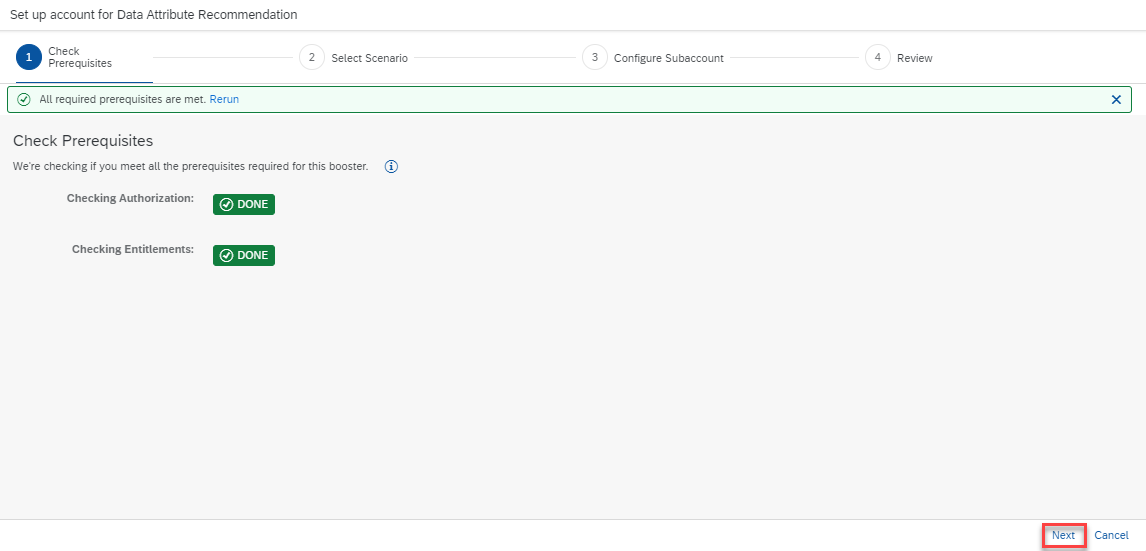 Set up account for Data Attribute Recommendation
1 Check Prerequisites
2 Select Scenario
3 Configure Subaccount
4 Review
All required prerequisites are met. Rerun
Check Prerequisites
We're checking if you meet all the prerequisites required for this booster.
Checking Authorization: DONE
Checking Entitlements: DONE
Next Cancel